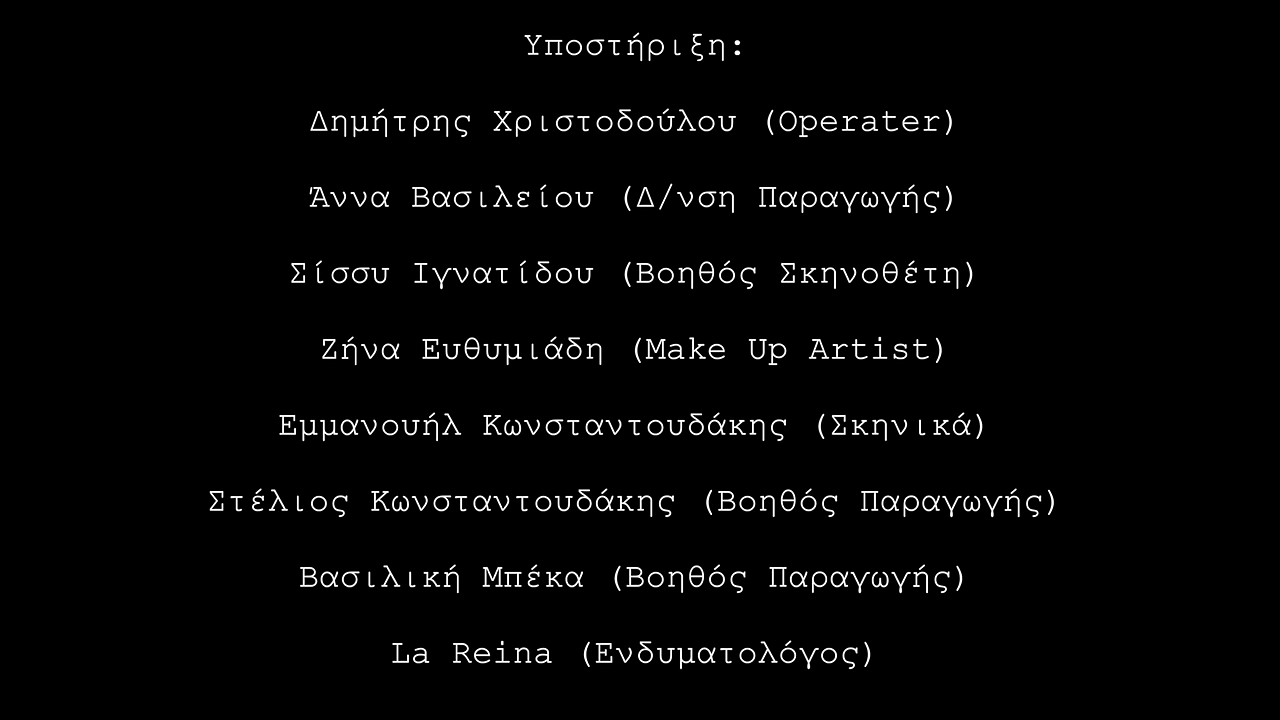 Υποστήριξη:
Δημήτρης Χριστοδούλου (Operater)
Άννα Βασιλείου (Δ/νση Παραγωγής)
Σίσσυ Ιγνατίδου (Βοηθός Σκηνοθέτη)
Ζήνα Ευθυμιάδη (Make Up Artist)
Εμμανουήλ Κωνσταντουδάκης (Σκηνικά)
Στέλιος Κωνσταντουδάκης (Βοηθός Παραγωγής)
Βασιλική Μπέκα (Βοηθός Παραγωγής)
La Reina (Ενδυματολόγος)